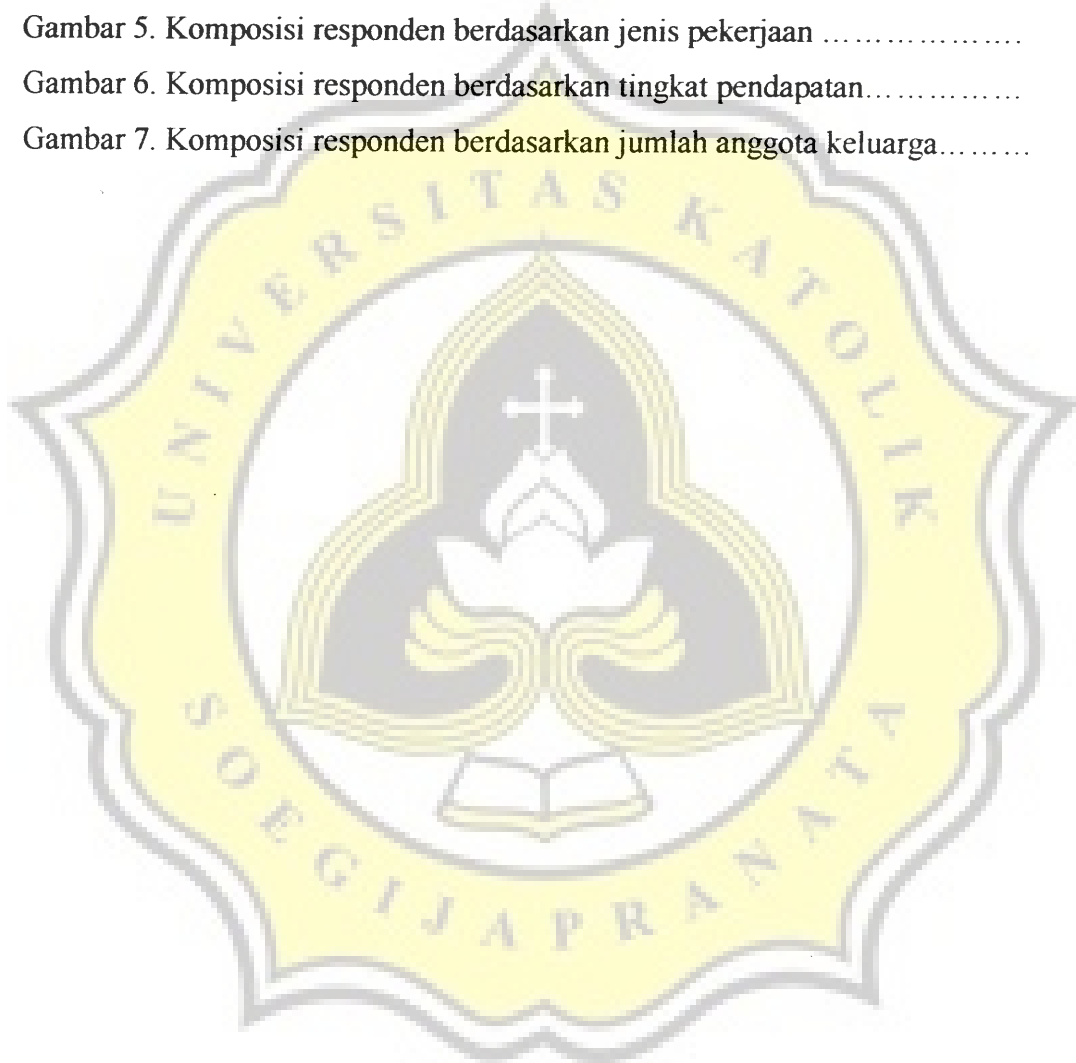 Gambar 5. Komposisi responden berdasarkan jenis pekerjaan ………………
Gambar 6. Komposisi responden berdasarkan tingkat pendapatan……………
Gambar 7. Komposisi responden berdasarkan jumlah anggota keluarga………
UNIVERSITAS KATOLIK
SOEGIJAPRANATA